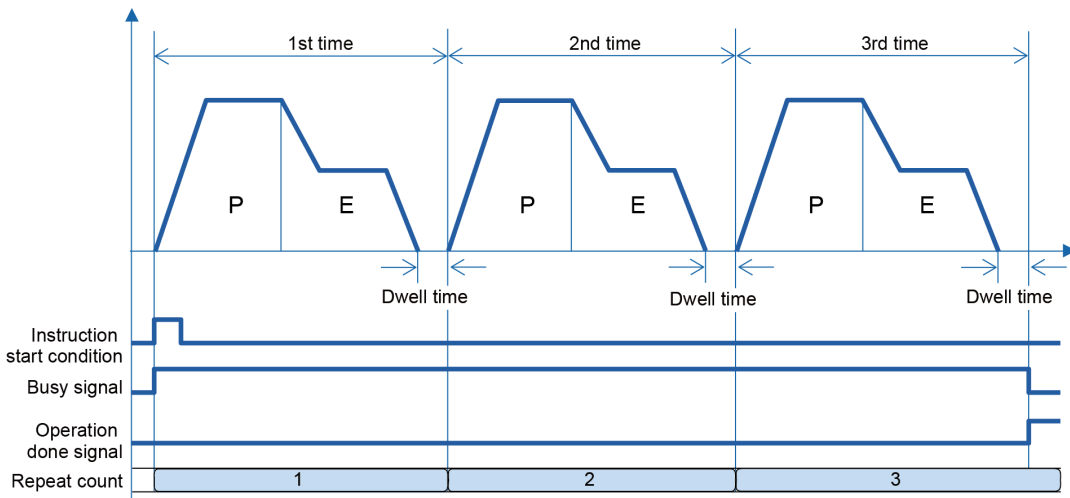 1st time
2nd time
3rd time
P
E
P
E
P
E
Dwell time
Dwell time
Dwell time
Instruction
start condition
Busy signal
Operation
done signal
Repeat count
1
2
3